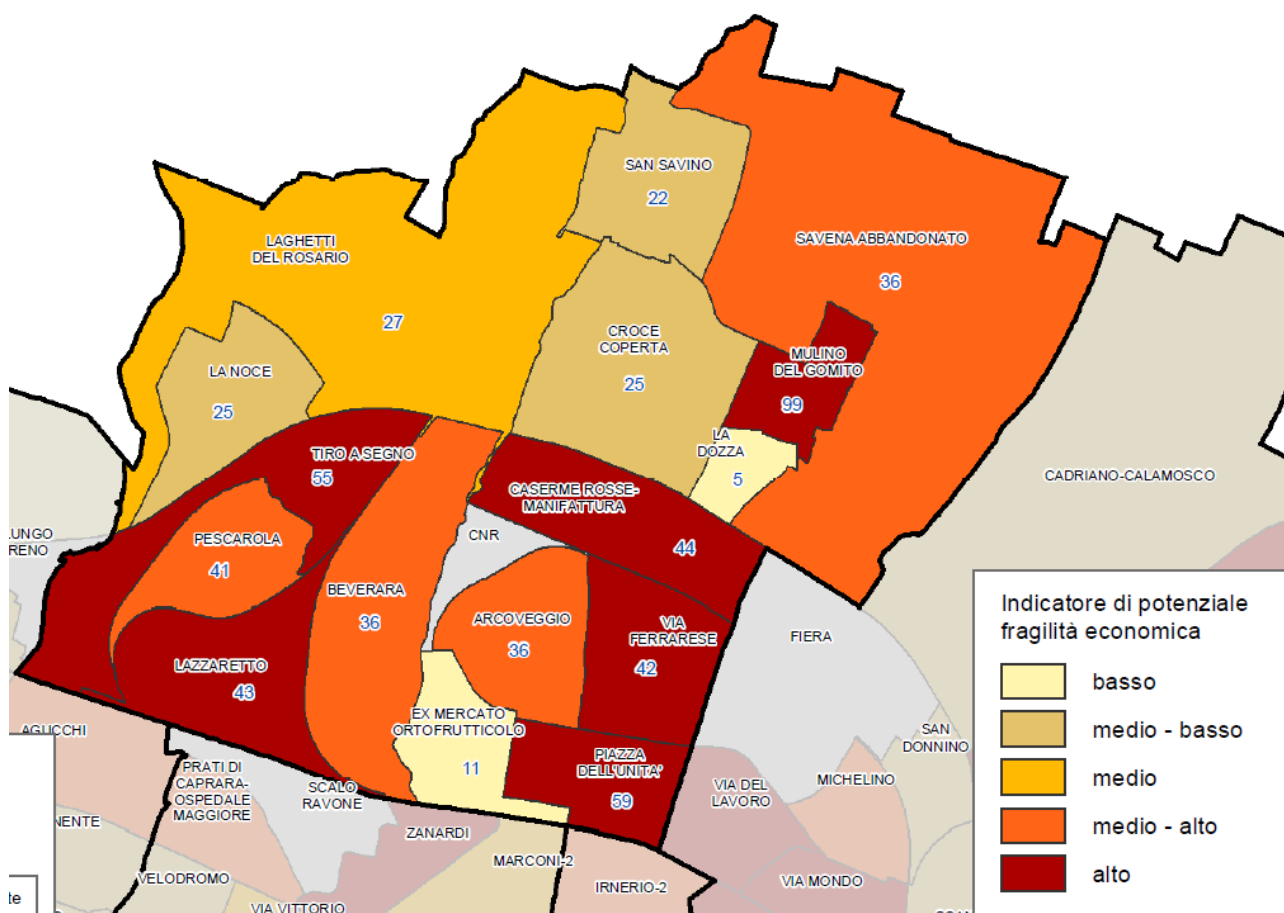 SAN SAVINO
22
LAGHETTI
DEL ROSARIO
27
SAVENA ABBANDONATO
36
CROCE
COPERTA
25
LA NOCE
25
MULINO
DEL GOMITO
99
LA
DOZZA
5
TIRO A SEGNO
55
CASERME ROSSE-
MANIFATTURA
44
CADRIANO-CALAMOSCO
LUNGO
RENO
PESCAROLA
41
CNR
BEVERARA
36
ARCOVEGGIO
36
VIA
FERRARESE
42
FIERA
LAZZARETTO
43
EX MERCATO
ORTOFRUTTICOLO
11
PIAZZA
DELL'UNITA'
59
AGUCCHI
PRATI DI
CAPRARA-
OSPEDALE
MAGGIORE
SCALO
RAVONE
ZANARDI
VIA DEL
LAVORO
MICHELINO
SAN
DONNINO
NENTE
VELODROMO
MARCONI-2
IRNERIO-2
VIA MONDO
VIA VITTORIO
te
Indicatore di potenziale
fragilità economica
basso
medio - basso
medio
medio - alto
alto